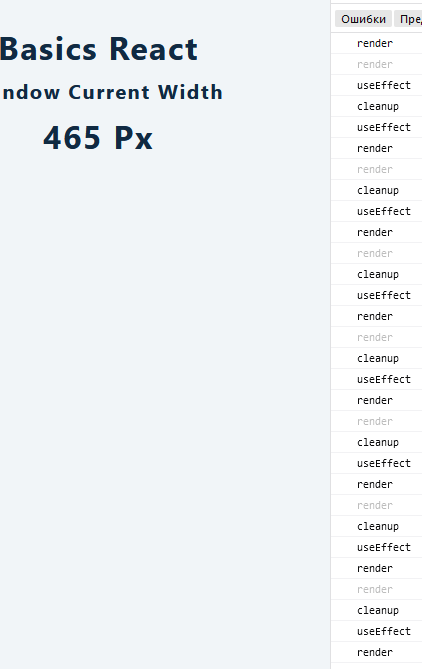 Basics React
ndow Current Width
465 Px
Ошибки
render
render
useEffect
cleanup
useEffect
render
render
cleanup
useEffect
render
render
cleanup
useEffect
render
render
cleanup
useEffect
render
render
cleanup
useEffect
render
render
cleanup
useEffect
render
render
cleanup
useEffect
render